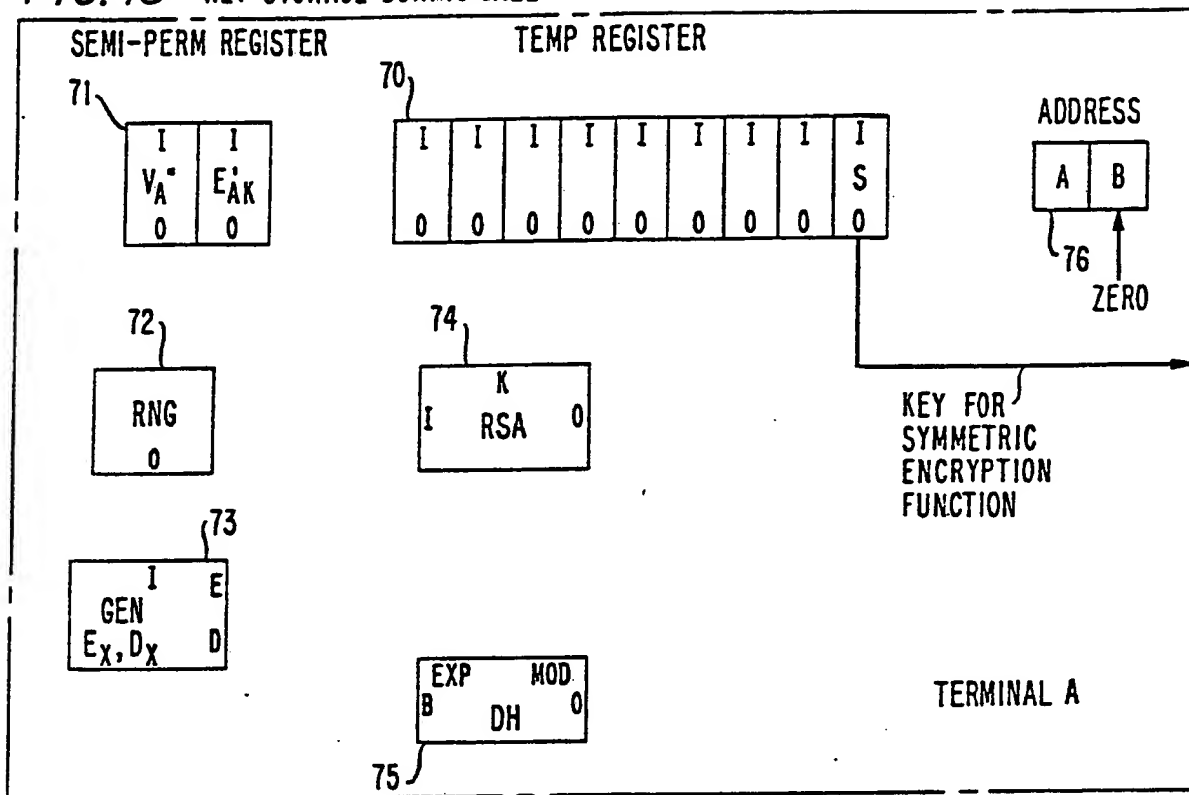 SEMI-PERM REGISTER
TEMP REGISTER
71
70
I I
V_A" E'_AK
0 0
I I I I I I I I I
S
0 0 0 0 0 0 0 0 0
ADDRESS
A B
76
ZERO
72
RNG
0
74
K
I RSA 0
KEY FOR
SYMMETRIC
ENCRYPTION
FUNCTION
73
I E
GEN
E_X, D_X D
EXP MOD
B DH 0
75
TERMINAL A